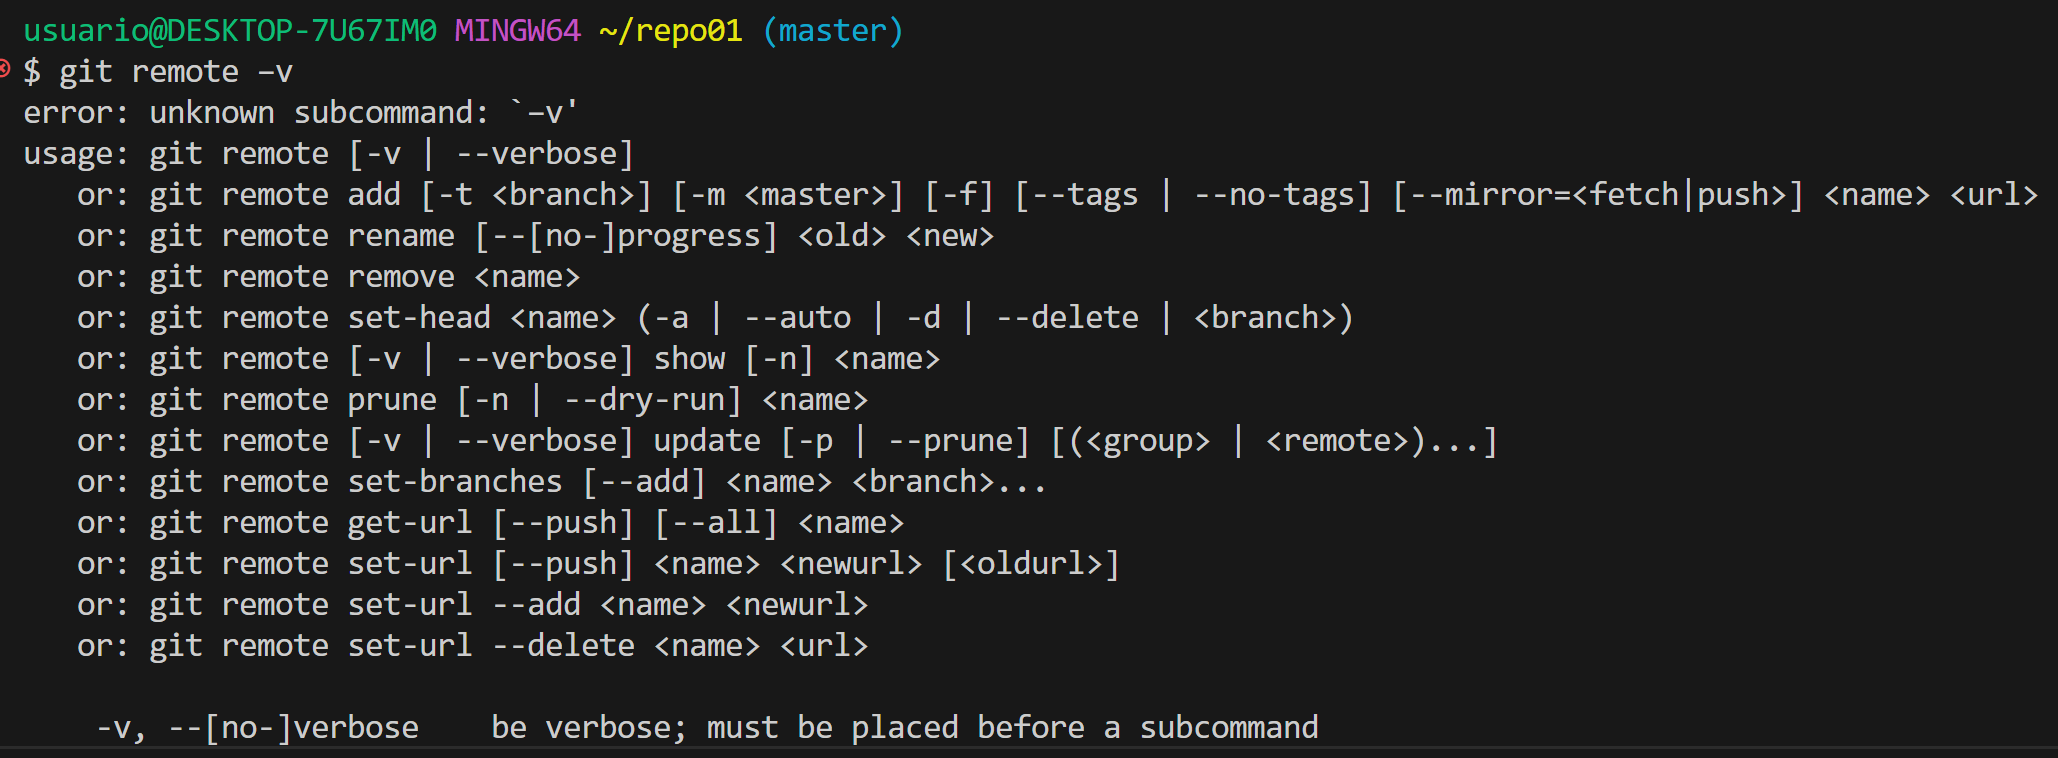 usuario@DESKTOP-7U67IM0 MINGW64 ~/repo01 (master)
$ git remote –v
error: unknown subcommand: `–v'
usage: git remote [-v | --verbose]
   or: git remote add [-t <branch>] [-m <master>] [-f] [--tags | --no-tags] [--mirror=<fetch|push>] <name> <url>
   or: git remote rename [--[no-]progress] <old> <new>
   or: git remote remove <name>
   or: git remote set-head <name> (-a | --auto | -d | --delete | <branch>)
   or: git remote [-v | --verbose] show [-n] <name>
   or: git remote prune [-n | --dry-run] <name>
   or: git remote [-v | --verbose] update [-p | --prune] [(<group> | <remote>)...]
   or: git remote set-branches [--add] <name> <branch>...
   or: git remote get-url [--push] [--all] <name>
   or: git remote set-url [--push] <name> <newurl> [<oldurl>]
   or: git remote set-url --add <name> <newurl>
   or: git remote set-url --delete <name> <url>

    -v, --[no-]verbose    be verbose; must be placed before a subcommand